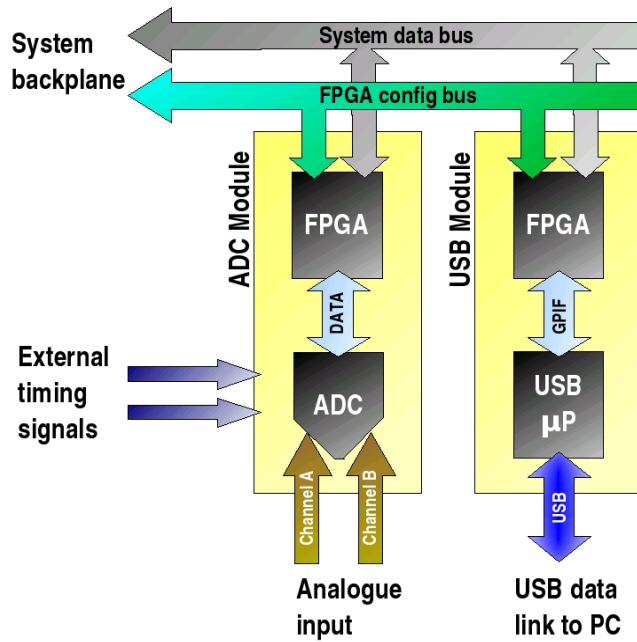 System
backplane
System data bus
FPGA config bus
ADC Module
FPGA
DATA
ADC
Channel A
Channel B
USB Module
FPGA
GPIF
USB
µP
USB
External
timing
signals
Analogue
input
USB data
link to PC